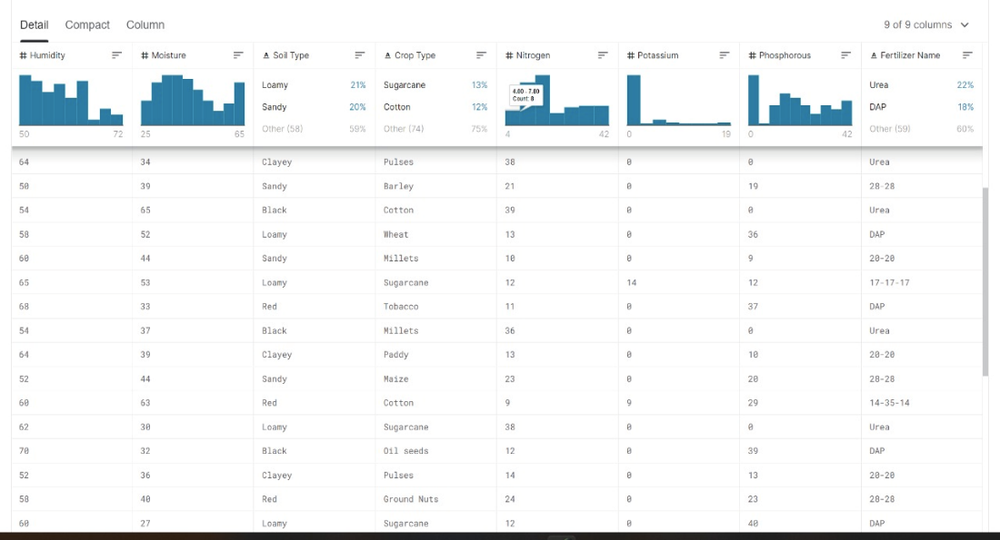 Detail Compact Column 9 of 9 columns
# Humidity # Moisture A Soil Type A Crop Type # Nitrogen # Potassium # Phosphorous A Fertilizer Name
Loamy 21% Sugarcane 13% 4.00 - 7.80 Urea 22%
Count: 8
Sandy 20% Cotton 12% DAP 18%
Other (58) 59% Other (74) 75% Other (59) 60%
50 72 25 65 4 42 0 19 0 42
64 34 Clayey Pulses 38 0 0 Urea
50 39 Sandy Barley 21 0 19 28-28
54 65 Black Cotton 39 0 0 Urea
58 52 Loamy Wheat 13 0 36 DAP
60 44 Sandy Millets 10 0 9 20-20
65 53 Loamy Sugarcane 12 14 12 17-17-17
68 33 Red Tobacco 11 0 37 DAP
54 37 Black Millets 36 0 0 Urea
64 39 Clayey Paddy 13 0 10 20-20
52 44 Sandy Maize 23 0 20 28-28
60 63 Red Cotton 9 9 29 14-35-14
62 30 Loamy Sugarcane 38 0 0 Urea
70 32 Black Oil seeds 12 0 39 DAP
52 36 Clayey Pulses 14 0 13 20-20
58 40 Red Ground Nuts 24 0 23 28-28
60 27 Loamy Sugarcane 12 0 40 DAP